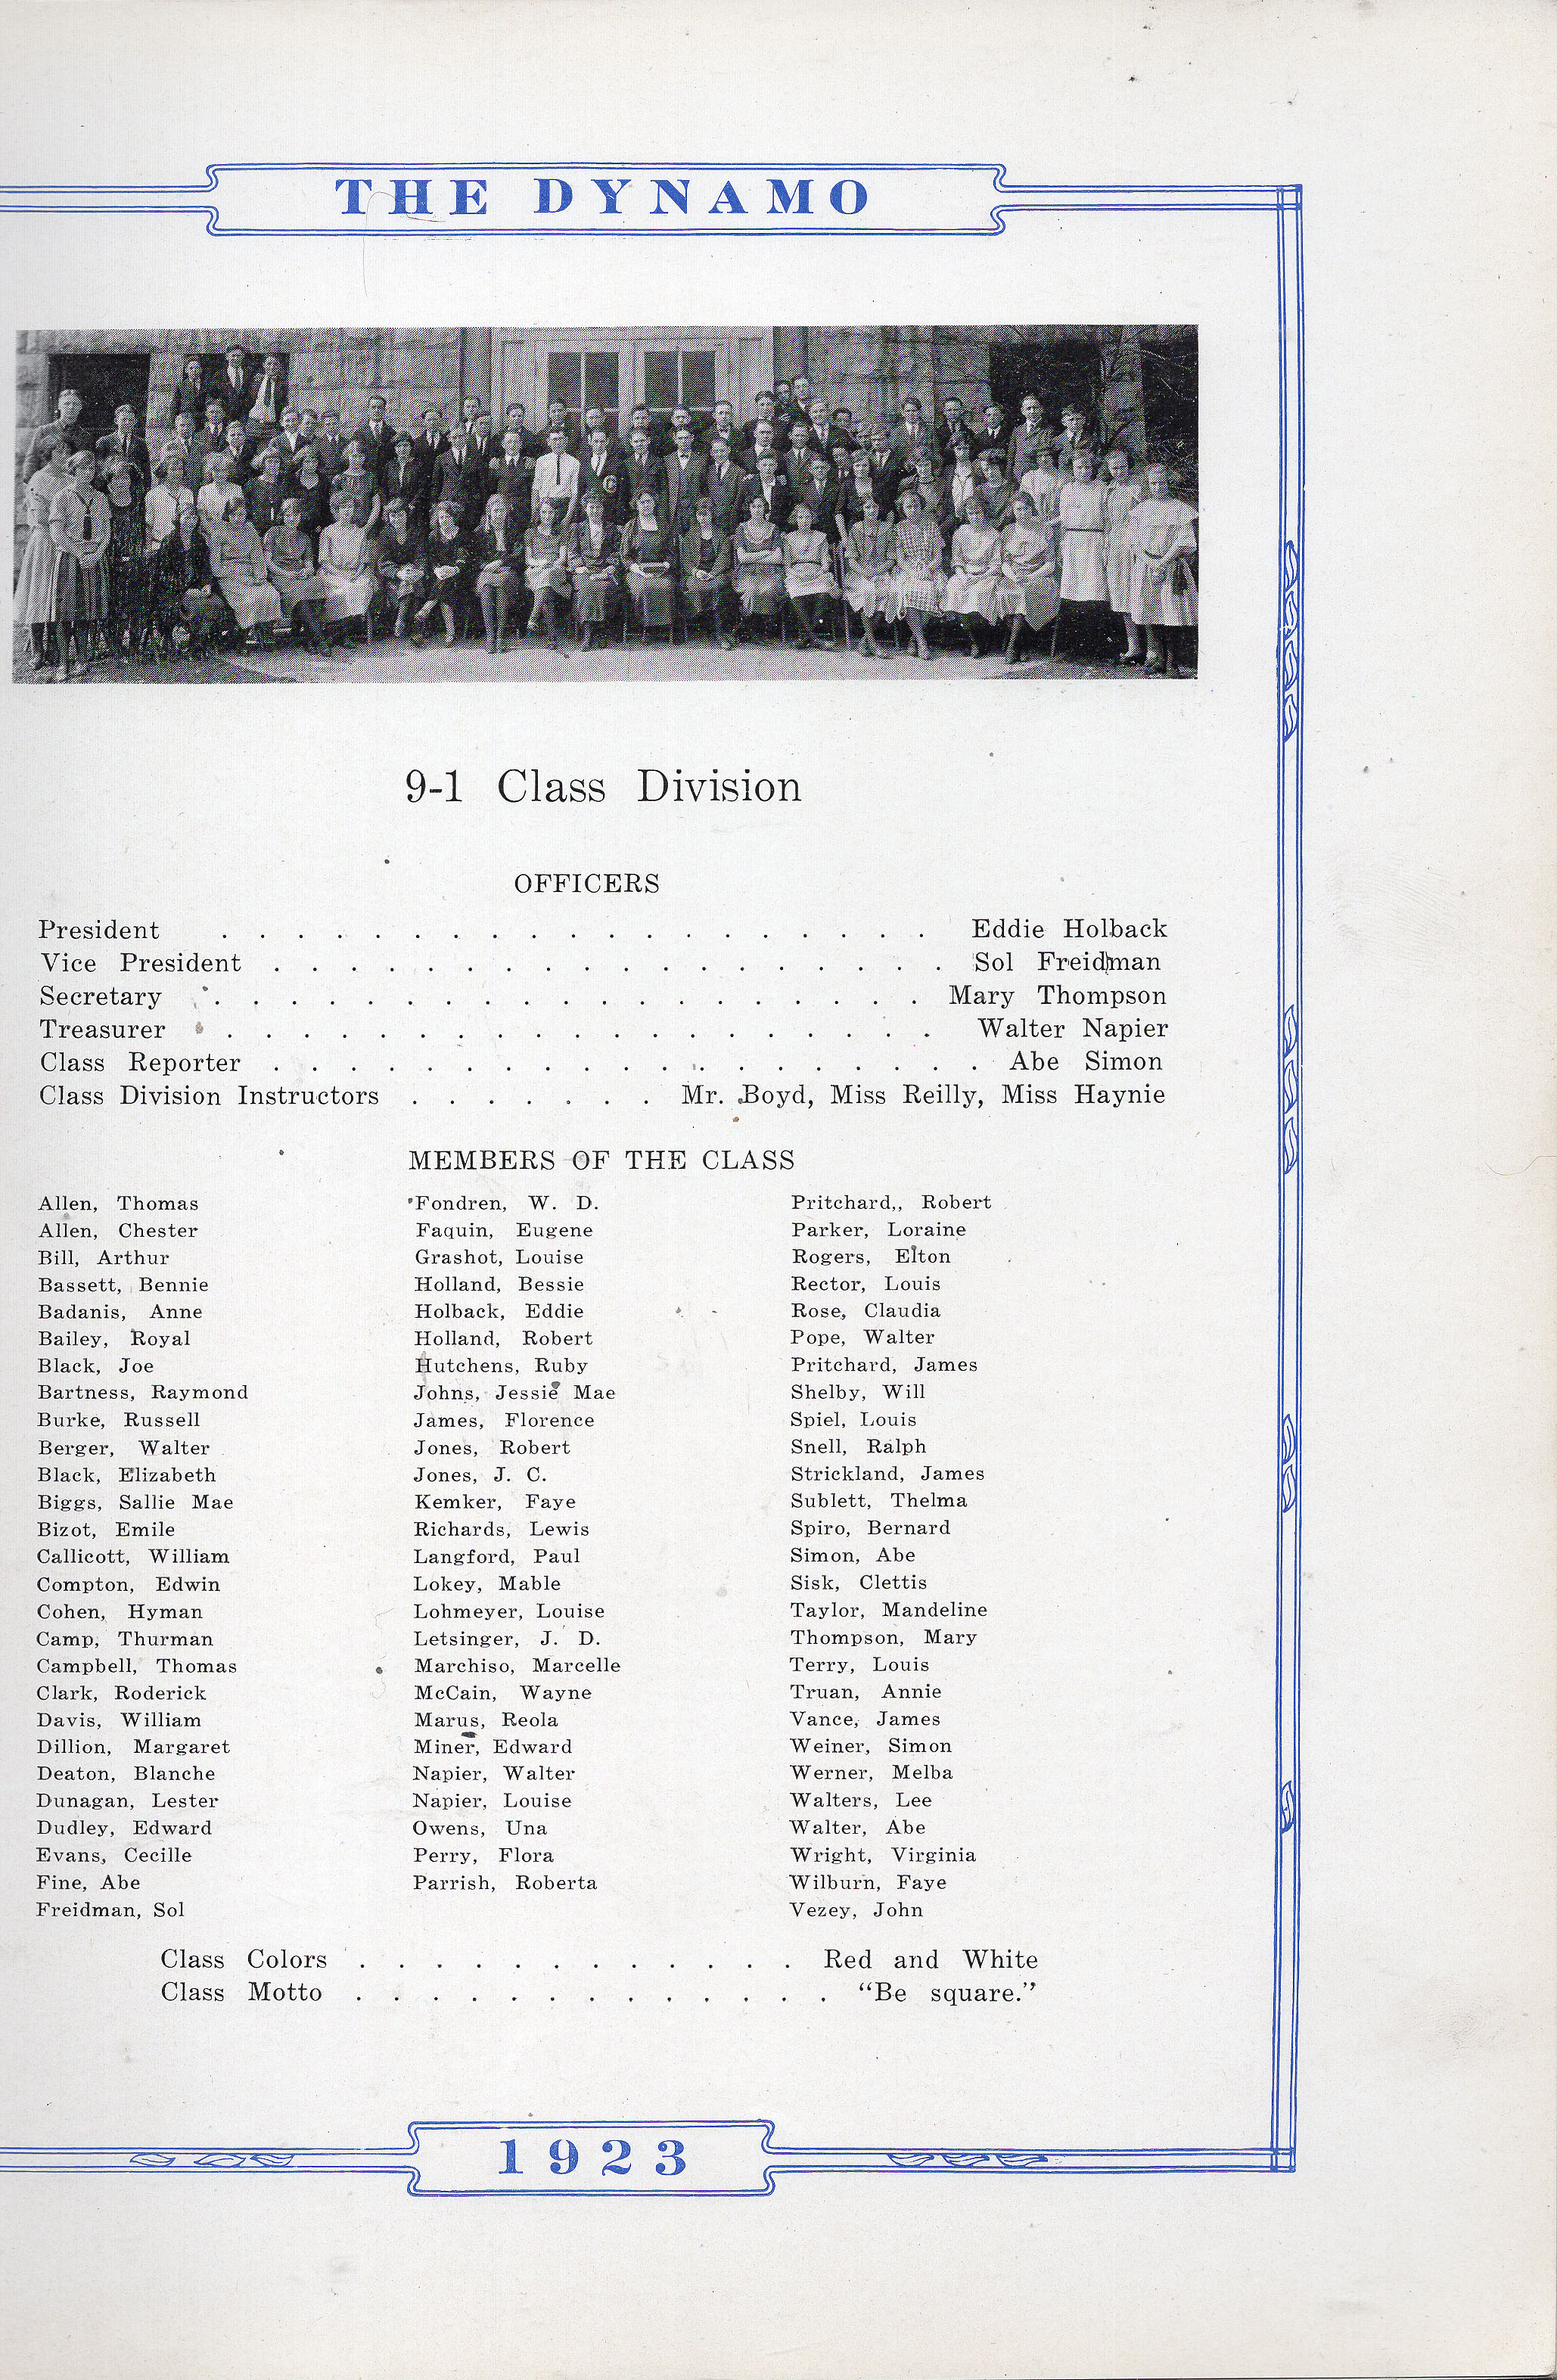 THE DYNAMO
9-1 Class Division
OFFICERS
President . . . . . . . . . . . . . . . . . . . Eddie Holback
Vice President . . . . . . . . . . . . . . . . . . Sol Freidman
Secretary . . . . . . . . . . . . . . . . . . . Mary Thompson
Treasurer . . . . . . . . . . . . . . . . . . . Walter Napier
Class Reporter . . . . . . . . . . . . . . . . . . . Abe Simon
Class Division Instructors . . . . . . . Mr. Boyd, Miss Reilly, Miss Haynie
MEMBERS OF THE CLASS
Allen, Thomas
Allen, Chester
Bill, Arthur
Bassett, Bennie
Badanis, Anne
Bailey, Royal
Black, Joe
Bartness, Raymond
Burke, Russell
Berger, Walter
Black, Elizabeth
Biggs, Sallie Mae
Bizot, Emile
Callicott, William
Compton, Edwin
Cohen, Hyman
Camp, Thurman
Campbell, Thomas
Clark, Roderick
Davis, William
Dillion, Margaret
Deaton, Blanche
Dunagan, Lester
Dudley, Edward
Evans, Cecille
Fine, Abe
Freidman, Sol
Fondren, W. D.
Faquin, Eugene
Grashot, Louise
Holland, Bessie
Holback, Eddie
Holland, Robert
Hutchens, Ruby
Johns, Jessie Mae
James, Florence
Jones, Robert
Jones, J. C.
Kemker, Faye
Richards, Lewis
Langford, Paul
Lokey, Mable
Lohmeyer, Louise
Letsinger, J. D.
Marchiso, Marcelle
McCain, Wayne
Marus, Reola
Miner, Edward
Napier, Walter
Napier, Louise
Owens, Una
Perry, Flora
Parrish, Roberta
Pritchard,, Robert
Parker, Loraine
Rogers, Elton
Rector, Louis
Rose, Claudia
Pope, Walter
Pritchard, James
Shelby, Will
Spiel, Louis
Snell, Ralph
Strickland, James
Sublett, Thelma
Spiro, Bernard
Simon, Abe
Sisk, Clettis
Taylor, Mandeline
Thompson, Mary
Terry, Louis
Truan, Annie
Vance, James
Weiner, Simon
Werner, Melba
Walters, Lee
Walter, Abe
Wright, Virginia
Wilburn, Faye
Vezey, John
Class Colors . . . . . . . . . . . . Red and White
Class Motto . . . . . . . . . . . . . "Be square."
1923